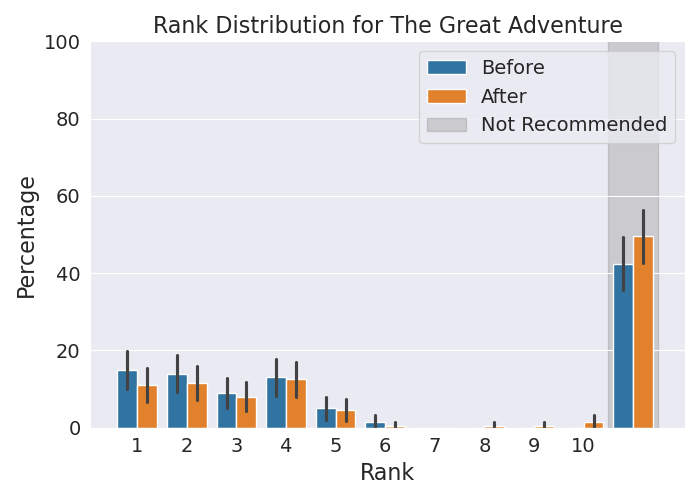 Rank Distribution for The Great Adventure
100
80
60
40
20
0
Percentage
Before
After
Not Recommended
1 2 3 4 5 6 7 8 9 10
Rank